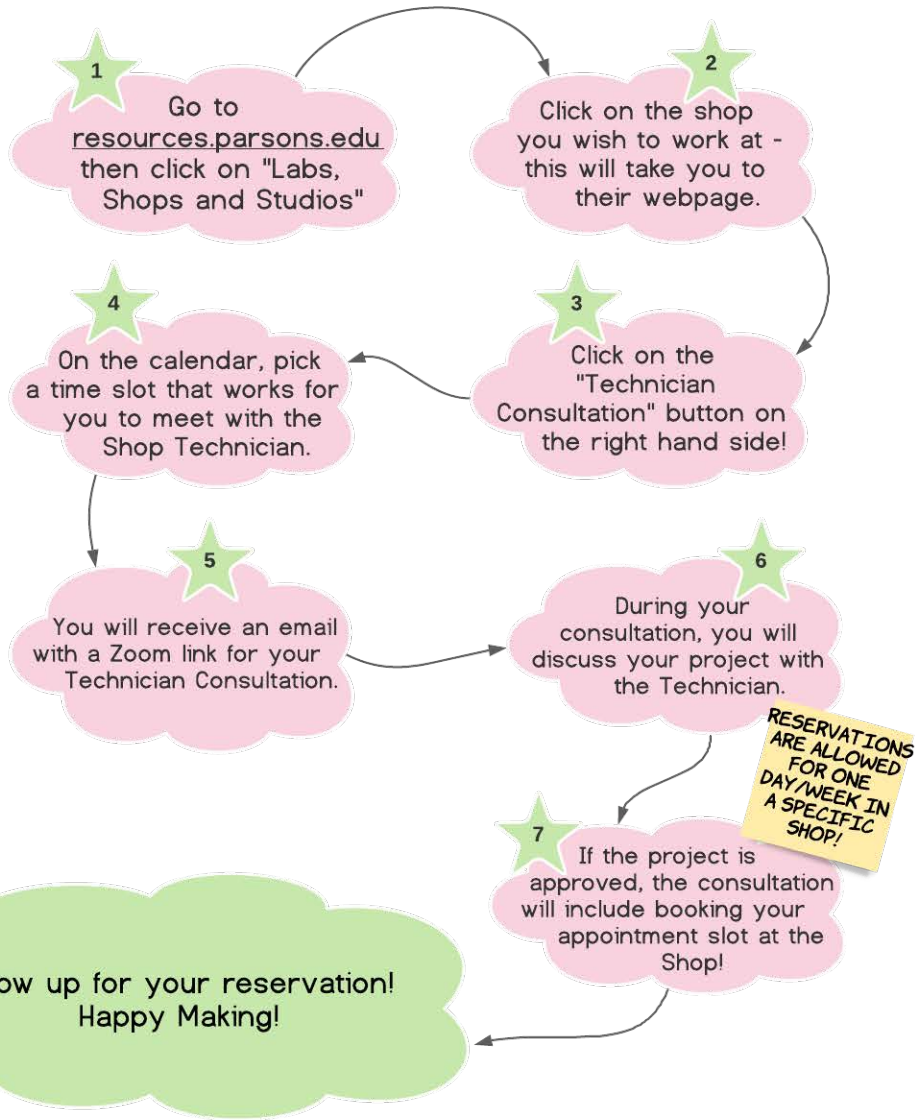 1
Go to
resources.parsons.edu
then click on "Labs,
Shops and Studios"
2
Click on the shop
you wish to work at -
this will take you to
their webpage.
3
Click on the
"Technician
Consultation" button on
the right hand side!
4
On the calendar, pick
a time slot that works for
you to meet with the
Shop Technician.
5
You will receive an email
with a Zoom link for your
Technician Consultation.
6
During your
consultation, you will
discuss your project with
the Technician.
RESERVATIONS
ARE ALLOWED
FOR ONE
DAY/WEEK IN
A SPECIFIC
SHOP!
7
If the project is
approved, the consultation
will include booking your
appointment slot at the
Shop!
ow up for your reservation!
Happy Making!